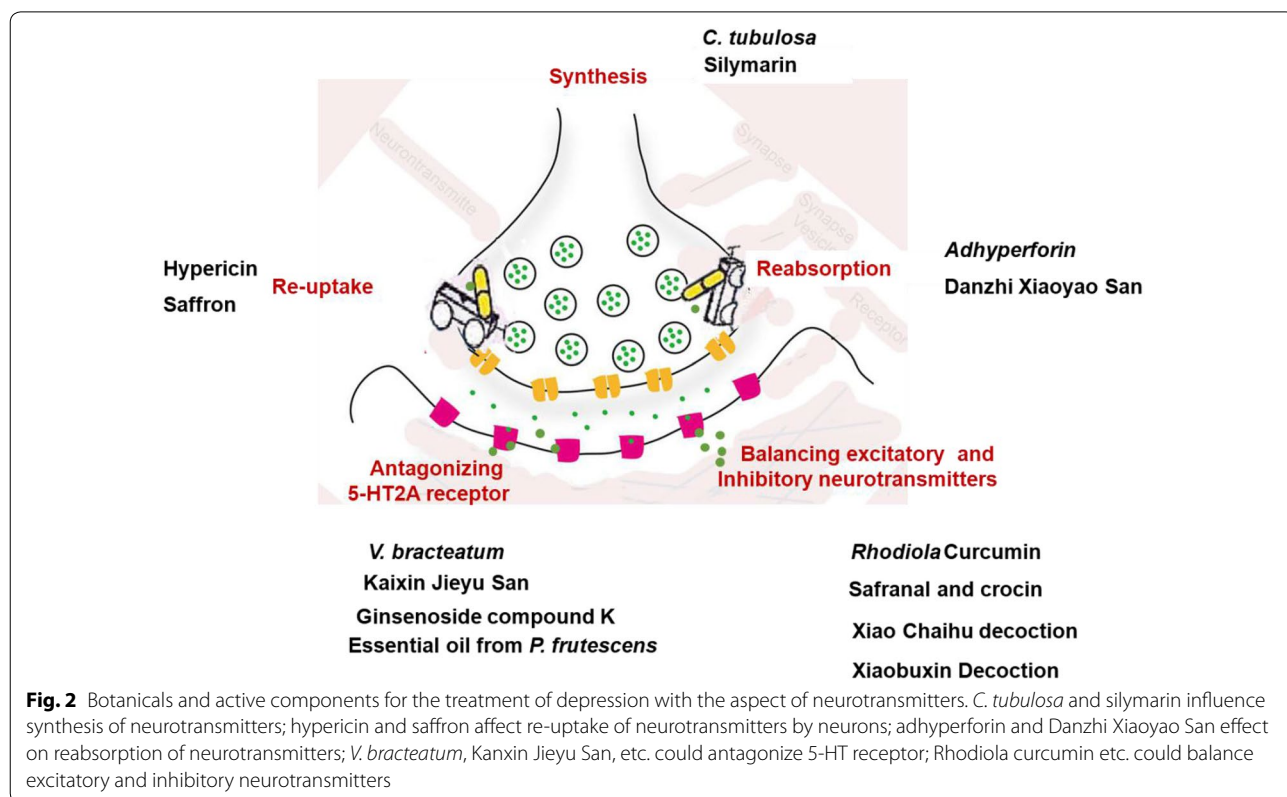 C. tubulosa
Silymarin
Synthesis
Neurontransmitte
Synapse
Synapse
Vesicle
Receptor
Hypericin
Saffron
Re-uptake
Reabsorption
Adhyperforin
Danzhi Xiaoyao San
Antagonizing
5-HT2A receptor
Balancing excitatory and
Inhibitory neurotransmitters
V. bracteatum
Kaixin Jieyu San
Ginsenoside compound K
Essential oil from P. frutescens
Rhodiola Curcumin
Safranal and crocin
Xiao Chaihu decoction
Xiaobuxin Decoction
Fig. 2 Botanicals and active components for the treatment of depression with the aspect of neurotransmitters. C. tubulosa and silymarin influence
synthesis of neurotransmitters; hypericin and saffron affect re-uptake of neurotransmitters by neurons; adhyperforin and Danzhi Xiaoyao San effect
on reabsorption of neurotransmitters; V. bracteatum, Kanxin Jieyu San, etc. could antagonize 5-HT receptor; Rhodiola curcumin etc. could balance
excitatory and inhibitory neurotransmitters